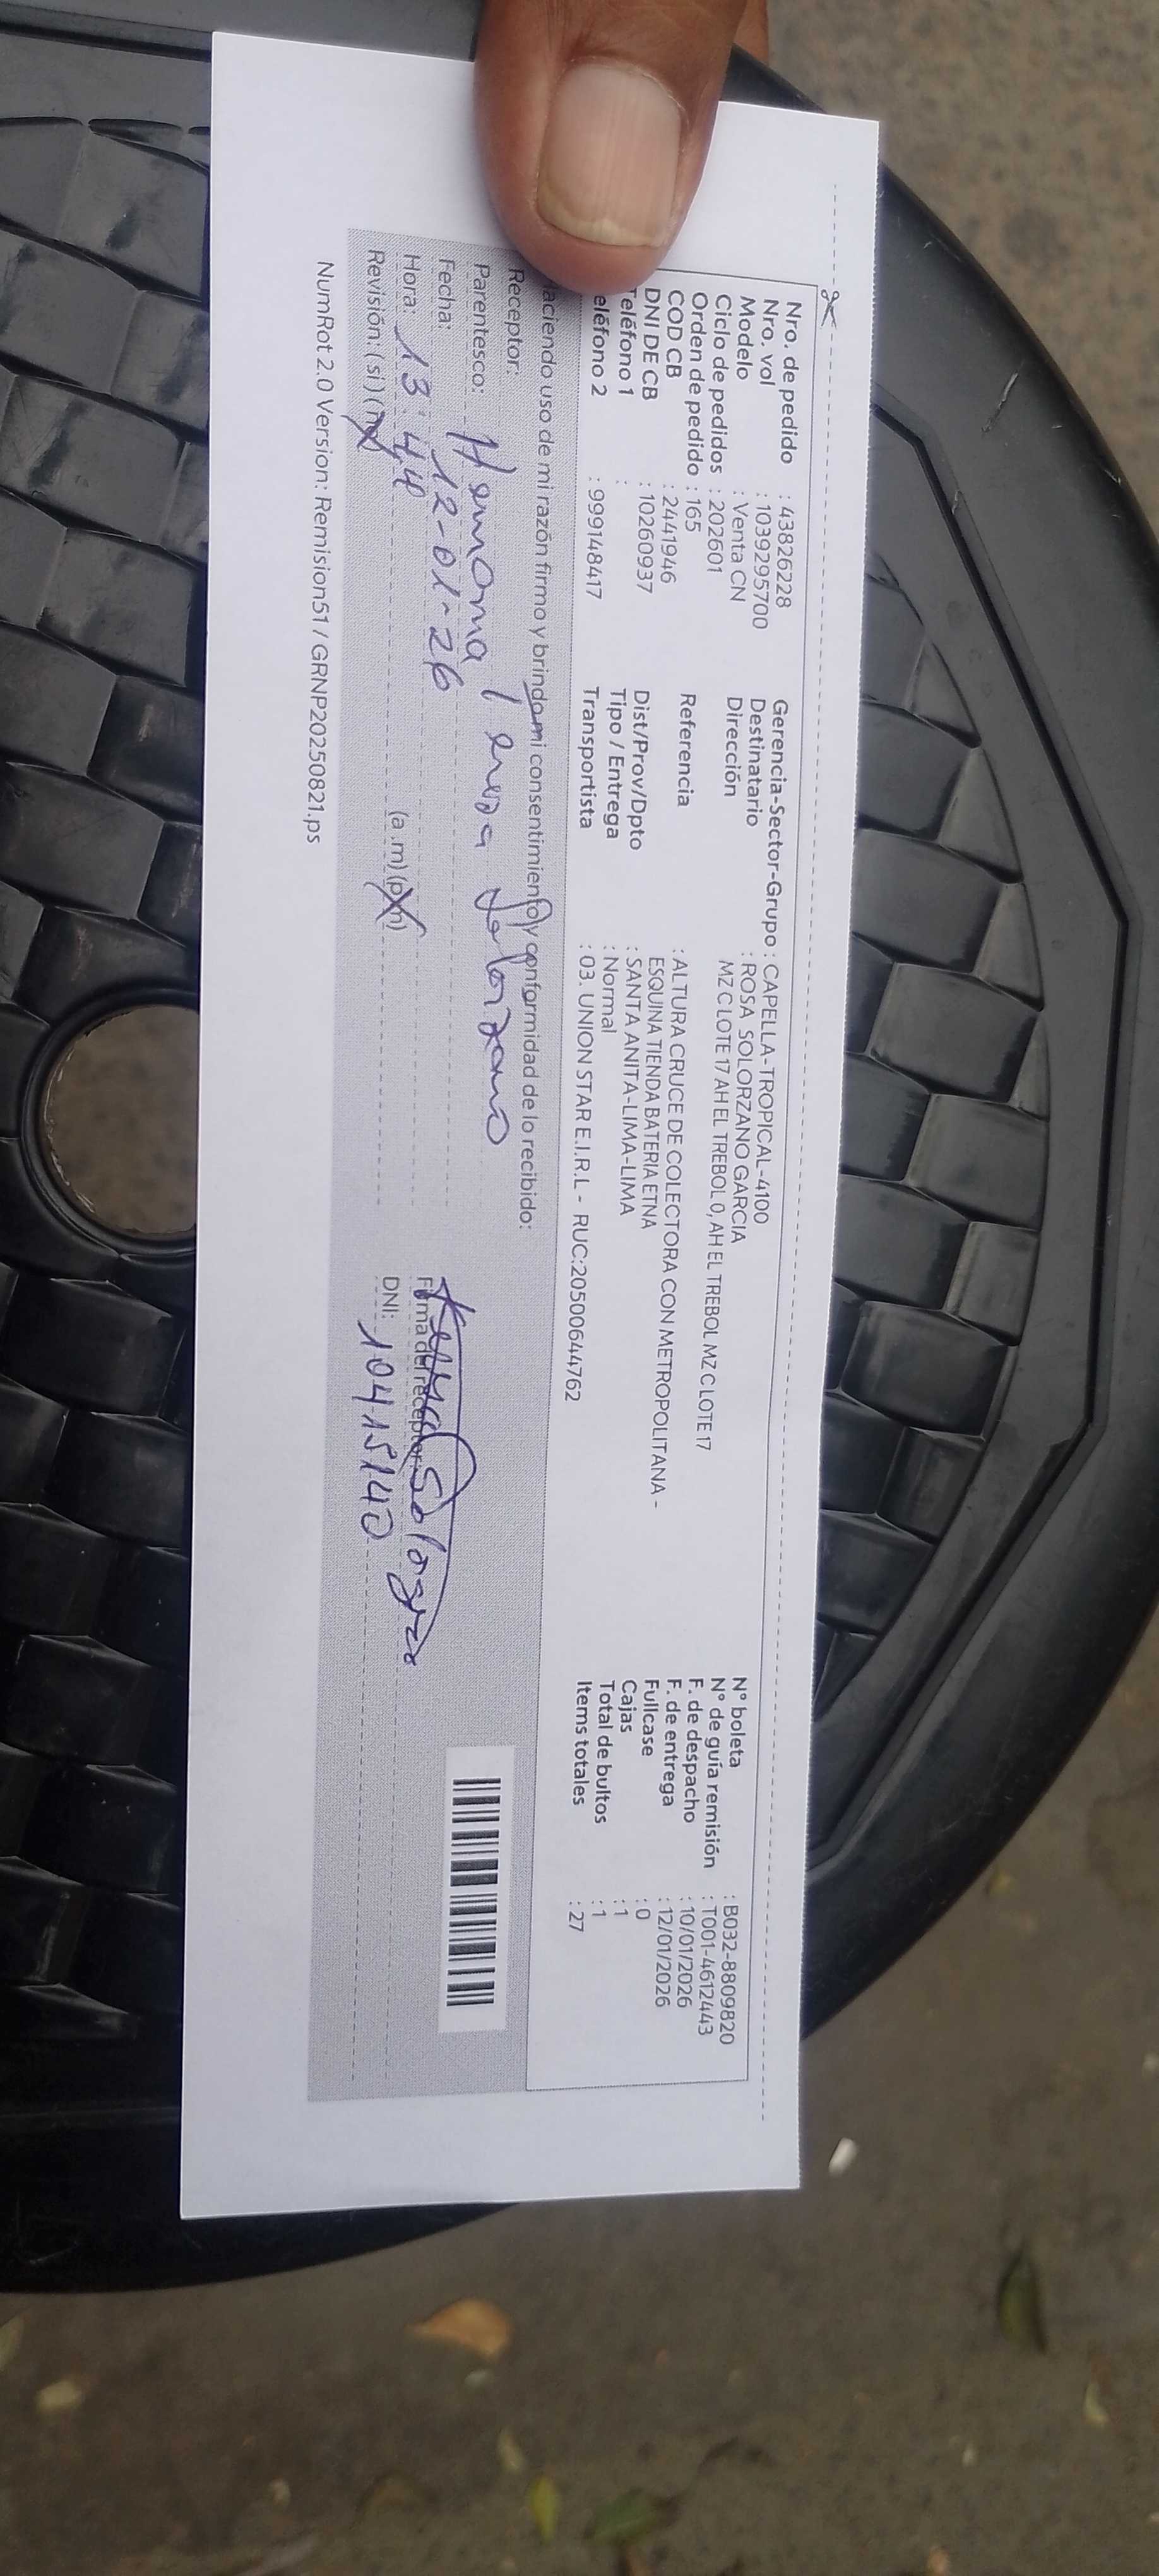 Nro. de pedido : 43826228
Nro. val : 1039295700
Modelo : Venta CN
Ciclo de pedidos : 202601
Orden de pedido : 165
COD CB : 2441946
DNI DE CB : 10260937
Teléfono 1 :
eléfono 2 : 999148417
Gerencia-Sector-Grupo : CAPELLA-TROPICAL-4100
Destinatario : ROSA SOLORZANO GARCIA
Dirección MZ C LOTE 17 AH EL TREBOL 0, AH EL TREBOL MZ C LOTE 17
Referencia : ALTURA CRUCE DE COLECTORA CON METROPOLITANA -
ESQUINA TIENDA BATERIA ETNA
Dist/Prov/Dpto : SANTA ANITA-LIMA-LIMA
Tipo / Entrega : Normal
Transportista : 03. UNION STAR E.I.R.L - RUC:20500644762
N° boleta : B032-8809820
N° de guía remisión : T001-4612443
F. de despacho : 10/01/2026
F. de entrega : 12/01/2026
Fullcase : 0
Cajas : 1
Total de bultos : 1
Items totales : 27
aciendo uso de mi razón firmo y brindo mi consentimiento y conformidad de lo recibido:
Receptor:
Parentesco: Hermana Solorzano
Fecha: 12-01-26
Hora: 13:44 (a.m) (p.m)
Revisión: (si) (no)
Firma del receptor:
DNI: 10415140
NumRot 2.0 Version: Remision51 / GRNP20250821.ps